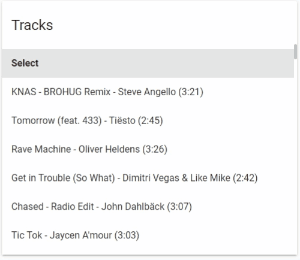 Tracks
Select
KNAS - BROHUG Remix - Steve Angello (3:21)
Tomorrow (feat. 433) - Tiësto (2:45)
Rave Machine - Oliver Heldens (3:26)
Get in Trouble (So What) - Dimitri Vegas & Like Mike (2:42)
Chased - Radio Edit - John Dahlbäck (3:07)
Tic Tok - Jaycen A'mour (3:03)